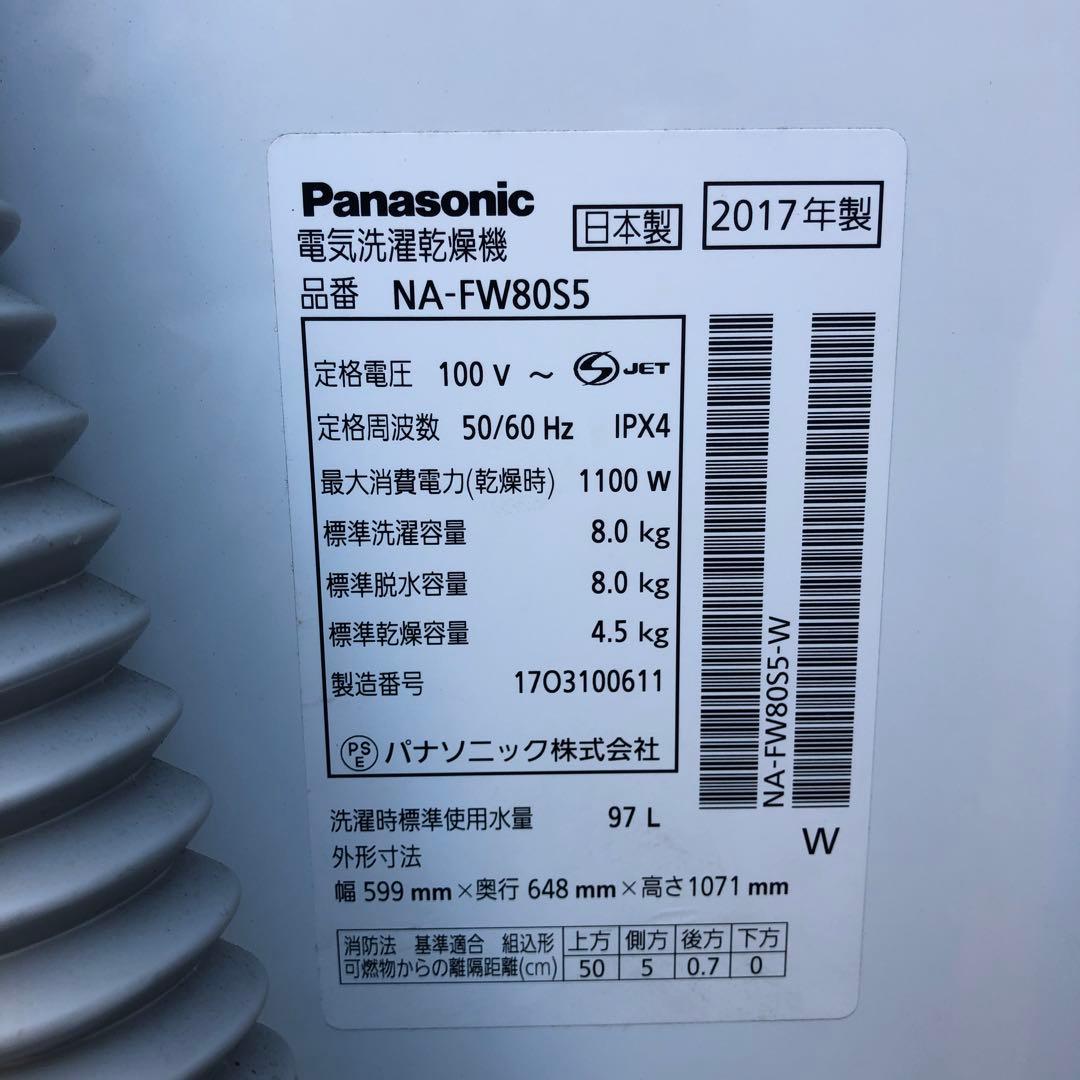 Panasonic
電気洗濯乾燥機
日本製
2017年製
品番 NA-FW80S5
定格電圧 100 V ～ JET
定格周波数 50/60 Hz IPX4
最大消費電力(乾燥時) 1100 W
標準洗濯容量 8.0 kg
標準脱水容量 8.0 kg
標準乾燥容量 4.5 kg
製造番号 17O3100611
PSE パナソニック株式会社
NA-FW80S5-W
W
洗濯時標準使用水量 97 L
外形寸法
幅 599 mm×奥行 648 mm×高さ1071 mm
消防法 基準適合 組込形 上方 側方 後方 下方
可燃物からの離隔距離(cm) 50 5 0.7 0